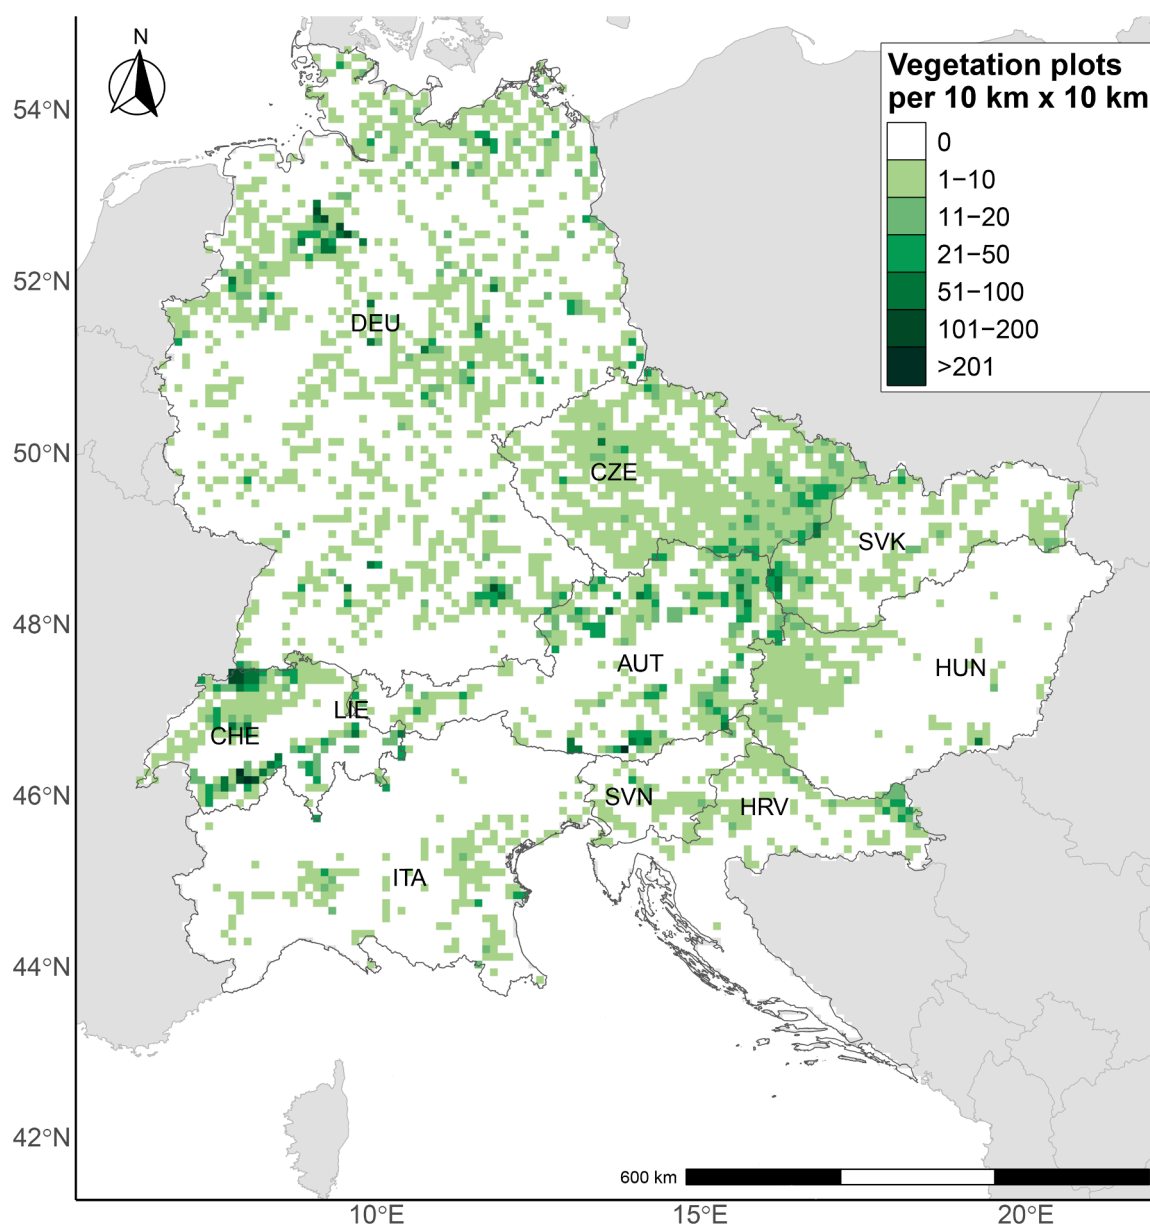 N
Vegetation plots
per 10 km x 10 km
0
1−10
11−20
21−50
51−100
101−200
>201
54°N
52°N
50°N
48°N
46°N
44°N
42°N
DEU
CZE
SVK
AUT
HUN
LIE
CHE
SVN
HRV
ITA
600 km
10°E
15°E
20°E